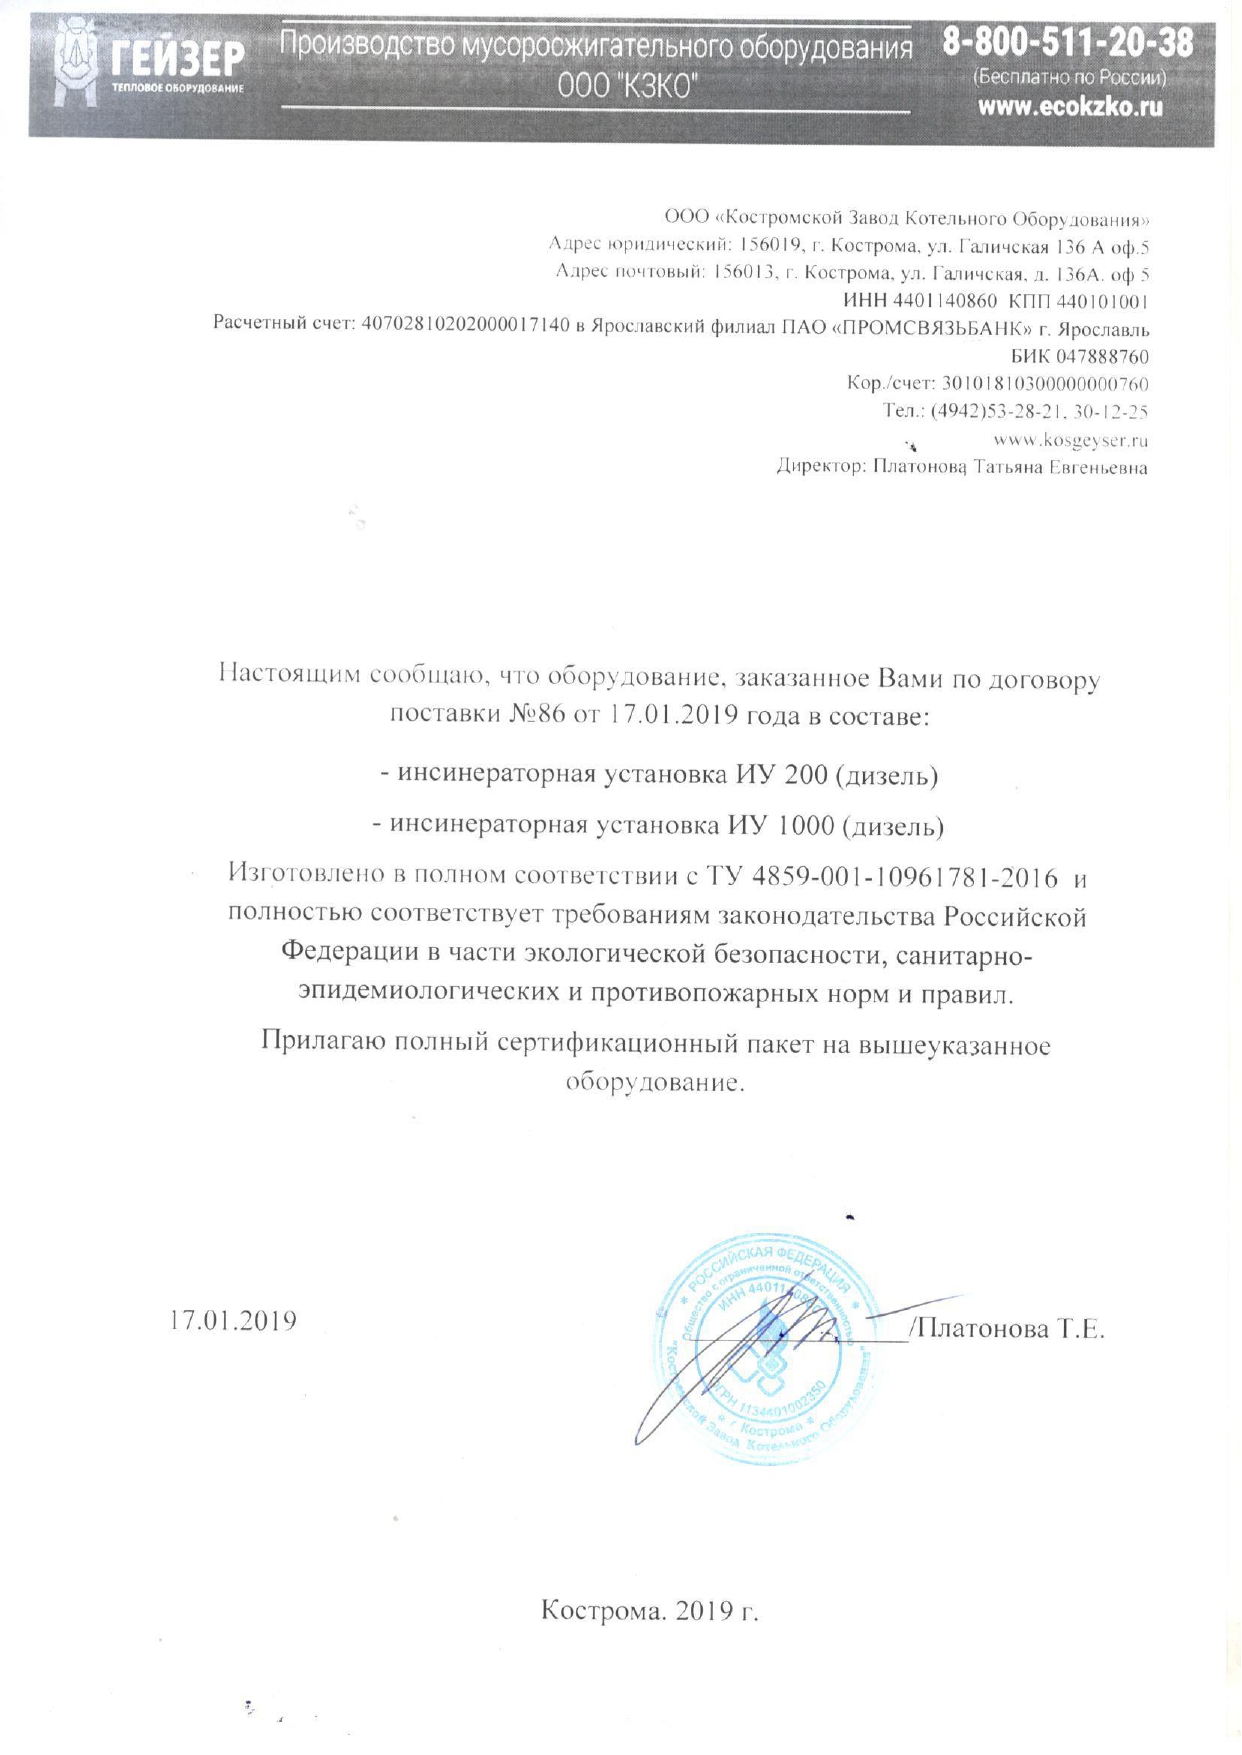 ГЕЙЗЕР
ТЕПЛОВОЕ ОБОРУДОВАНИЕ
Производство мусоросжигательного оборудования
ООО "КЗКО"
8-800-511-20-38
(Бесплатно по России)
www.ecokzko.ru
ООО «Костромской Завод Котельного Оборудования»
Адрес юридический: 156019, г. Кострома, ул. Галичская 136 А оф.5
Адрес почтовый: 156013, г. Кострома, ул. Галичская, д. 136А. оф 5
ИНН 4401140860 КПП 440101001
Расчетный счет: 40702810202000017140 в Ярославский филиал ПАО «ПРОМСВЯЗЬБАНК» г. Ярославль
БИК 047888760
Кор./счет: 30101810300000000760
Тел.: (4942)53-28-21, 30-12-25
www.kosgeyser.ru
Директор: Платонова Татьяна Евгеньевна
Настоящим сообщаю, что оборудование, заказанное Вами по договору
поставки №86 от 17.01.2019 года в составе:
- инсинераторная установка ИУ 200 (дизель)
- инсинераторная установка ИУ 1000 (дизель)
Изготовлено в полном соответствии с ТУ 4859-001-10961781-2016 и
полностью соответствует требованиям законодательства Российской
Федерации в части экологической безопасности, санитарно-
эпидемиологических и противопожарных норм и правил.
Прилагаю полный сертификационный пакет на вышеуказанное
оборудование.
РОССИЙСКАЯ ФЕДЕРАЦИЯ
Общество с ограниченной ответственностью
ИНН 4401140860
ОГРН 1134401002350
г. Кострома
"Костромской Завод Котельного Оборудования"
17.01.2019
/Платонова Т.Е.
Кострома. 2019 г.